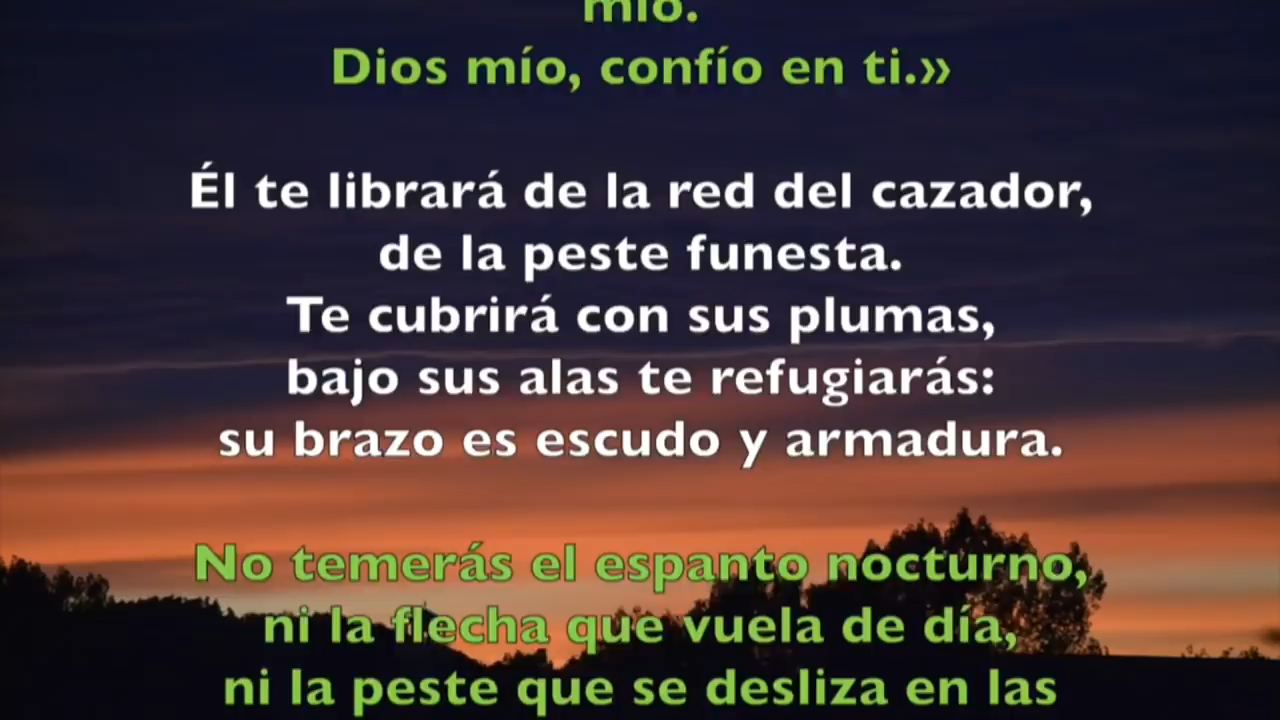 mío.
Dios mío, confío en ti.»
Él te librará de la red del cazador,
de la peste funesta.
Te cubrirá con sus plumas,
bajo sus alas te refugiarás:
su brazo es escudo y armadura.
No temerás el espanto nocturno,
ni la flecha que vuela de día,
ni la peste que se desliza en las